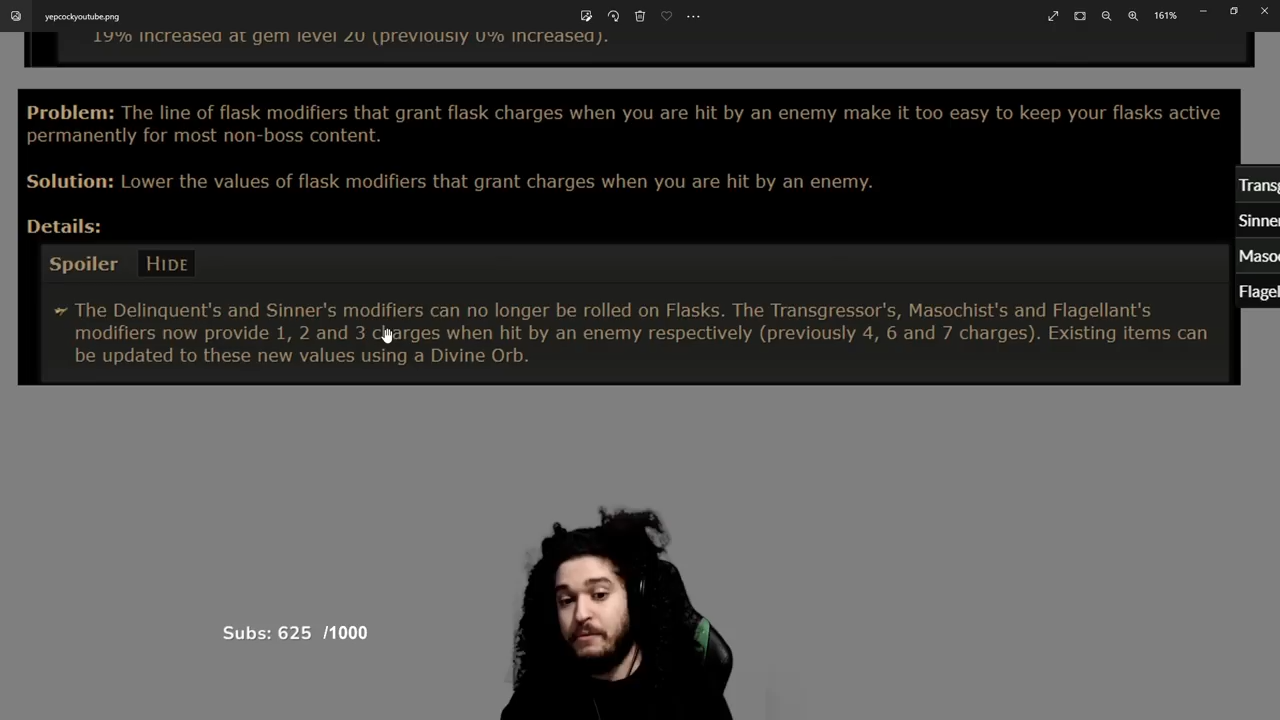 yepcockyoutube.png
161%
19% increased at gem level 20 (previously 0% increased).
Problem: The line of flask modifiers that grant flask charges when you are hit by an enemy make it too easy to keep your flasks active
permanently for most non-boss content.
Solution: Lower the values of flask modifiers that grant charges when you are hit by an enemy.
Details:
Spoiler HIDE
The Delinquent's and Sinner's modifiers can no longer be rolled on Flasks. The Transgressor's, Masochist's and Flagellant's
modifiers now provide 1, 2 and 3 charges when hit by an enemy respectively (previously 4, 6 and 7 charges). Existing items can
be updated to these new values using a Divine Orb.
Subs: 625 /1000